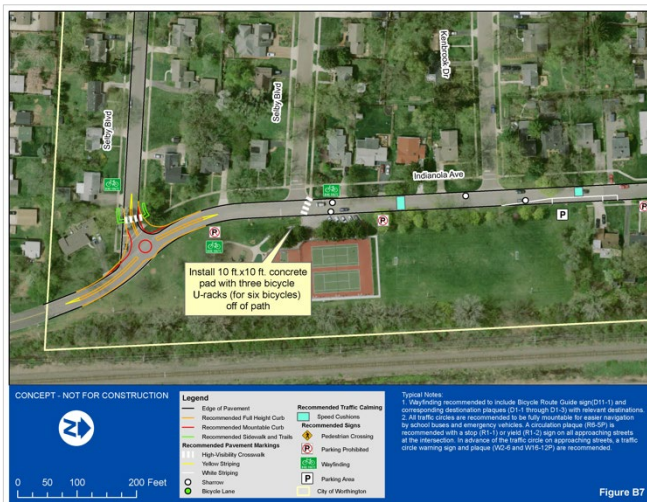 Selby Blvd
Selby Blvd
Kenbrook Dr
Indianola Ave
P
P
P
P
Install 10 ft.x10 ft. concrete
pad with three bicycle
U-racks (for six bicycles)
off of path
CONCEPT - NOT FOR CONSTRUCTION
N
0 50 100 200 Feet
Legend
Edge of Pavement
Recommended Full Height Curb
Recommended Mountable Curb
Recommended Sidewalk and Trails
Recommended Pavement Markings
High-Visibility Crosswalk
Yellow Striping
White Striping
Sharrow
Bicycle Lane
Recommended Traffic Calming
Speed Cushions
Recommended Signs
Pedestrian Crossing
P
Parking Prohibited
Wayfinding
P
Parking Area
City of Worthington
Typical Notes:
1. Wayfinding recommended to include Bicycle Route Guide sign(D11-1) and
corresponding destionation plaques (D1-1 through D1-3) with relevant destinations.
2. All traffic circles are recommended to be fully mountable for easier navigation
by school buses and emergency vehicles. A circulation plaque (R6-5P) is
recommended with a stop (R1-1) or yield (R1-2) sign on all approaching streets
at the intersection. In advance of the traffic circle on approaching streets, a traffic
circle warning sign and plaque (W2-6 and W16-12P) are recommended.
Figure B7